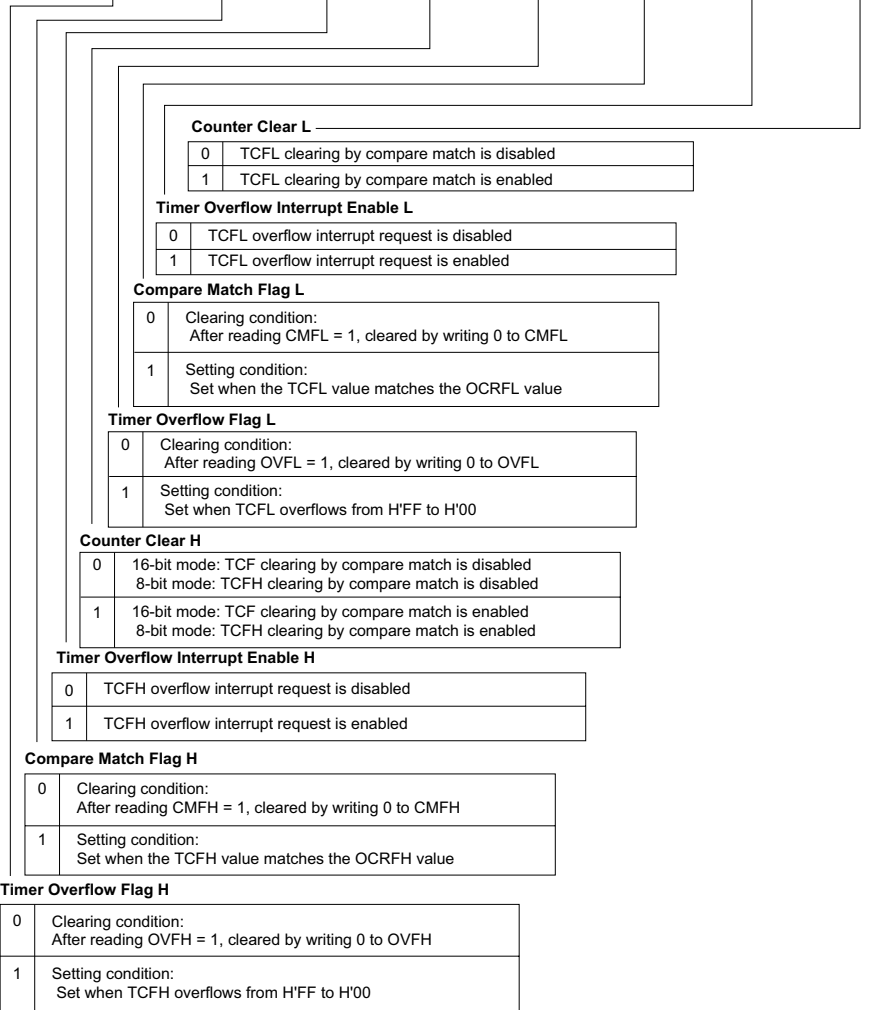 Counter Clear L
0 TCFL clearing by compare match is disabled
1 TCFL clearing by compare match is enabled
Timer Overflow Interrupt Enable L
0 TCFL overflow interrupt request is disabled
1 TCFL overflow interrupt request is enabled
Compare Match Flag L
0 Clearing condition:
After reading CMFL = 1, cleared by writing 0 to CMFL
1 Setting condition:
Set when the TCFL value matches the OCRFL value
Timer Overflow Flag L
0 Clearing condition:
After reading OVFL = 1, cleared by writing 0 to OVFL
1 Setting condition:
Set when TCFL overflows from H'FF to H'00
Counter Clear H
0 16-bit mode: TCF clearing by compare match is disabled
8-bit mode: TCFH clearing by compare match is disabled
1 16-bit mode: TCF clearing by compare match is enabled
8-bit mode: TCFH clearing by compare match is enabled
Timer Overflow Interrupt Enable H
0 TCFH overflow interrupt request is disabled
1 TCFH overflow interrupt request is enabled
Compare Match Flag H
0 Clearing condition:
After reading CMFH = 1, cleared by writing 0 to CMFH
1 Setting condition:
Set when the TCFH value matches the OCRFH value
Timer Overflow Flag H
0 Clearing condition:
After reading OVFH = 1, cleared by writing 0 to OVFH
1 Setting condition:
Set when TCFH overflows from H'FF to H'00